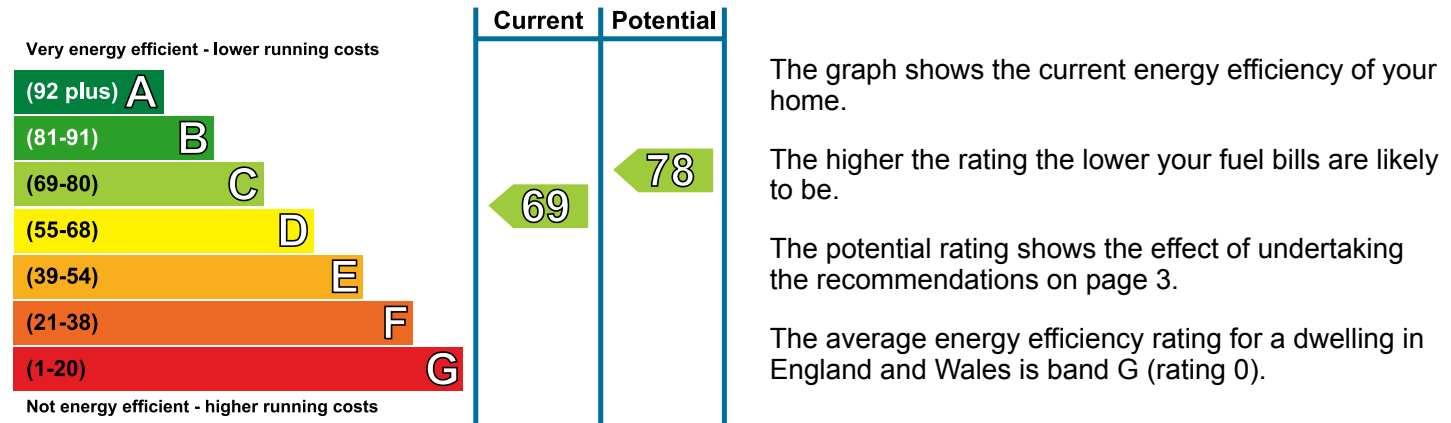 Current Potential
Very energy efficient - lower running costs
(92 plus) A
(81-91) B
(69-80) C
(55-68) D
(39-54) E
(21-38) F
(1-20) G
Not energy efficient - higher running costs
69
78
The graph shows the current energy efficiency of your
home.
The higher the rating the lower your fuel bills are likely
to be.
The potential rating shows the effect of undertaking
the recommendations on page 3.
The average energy efficiency rating for a dwelling in
England and Wales is band G (rating 0).